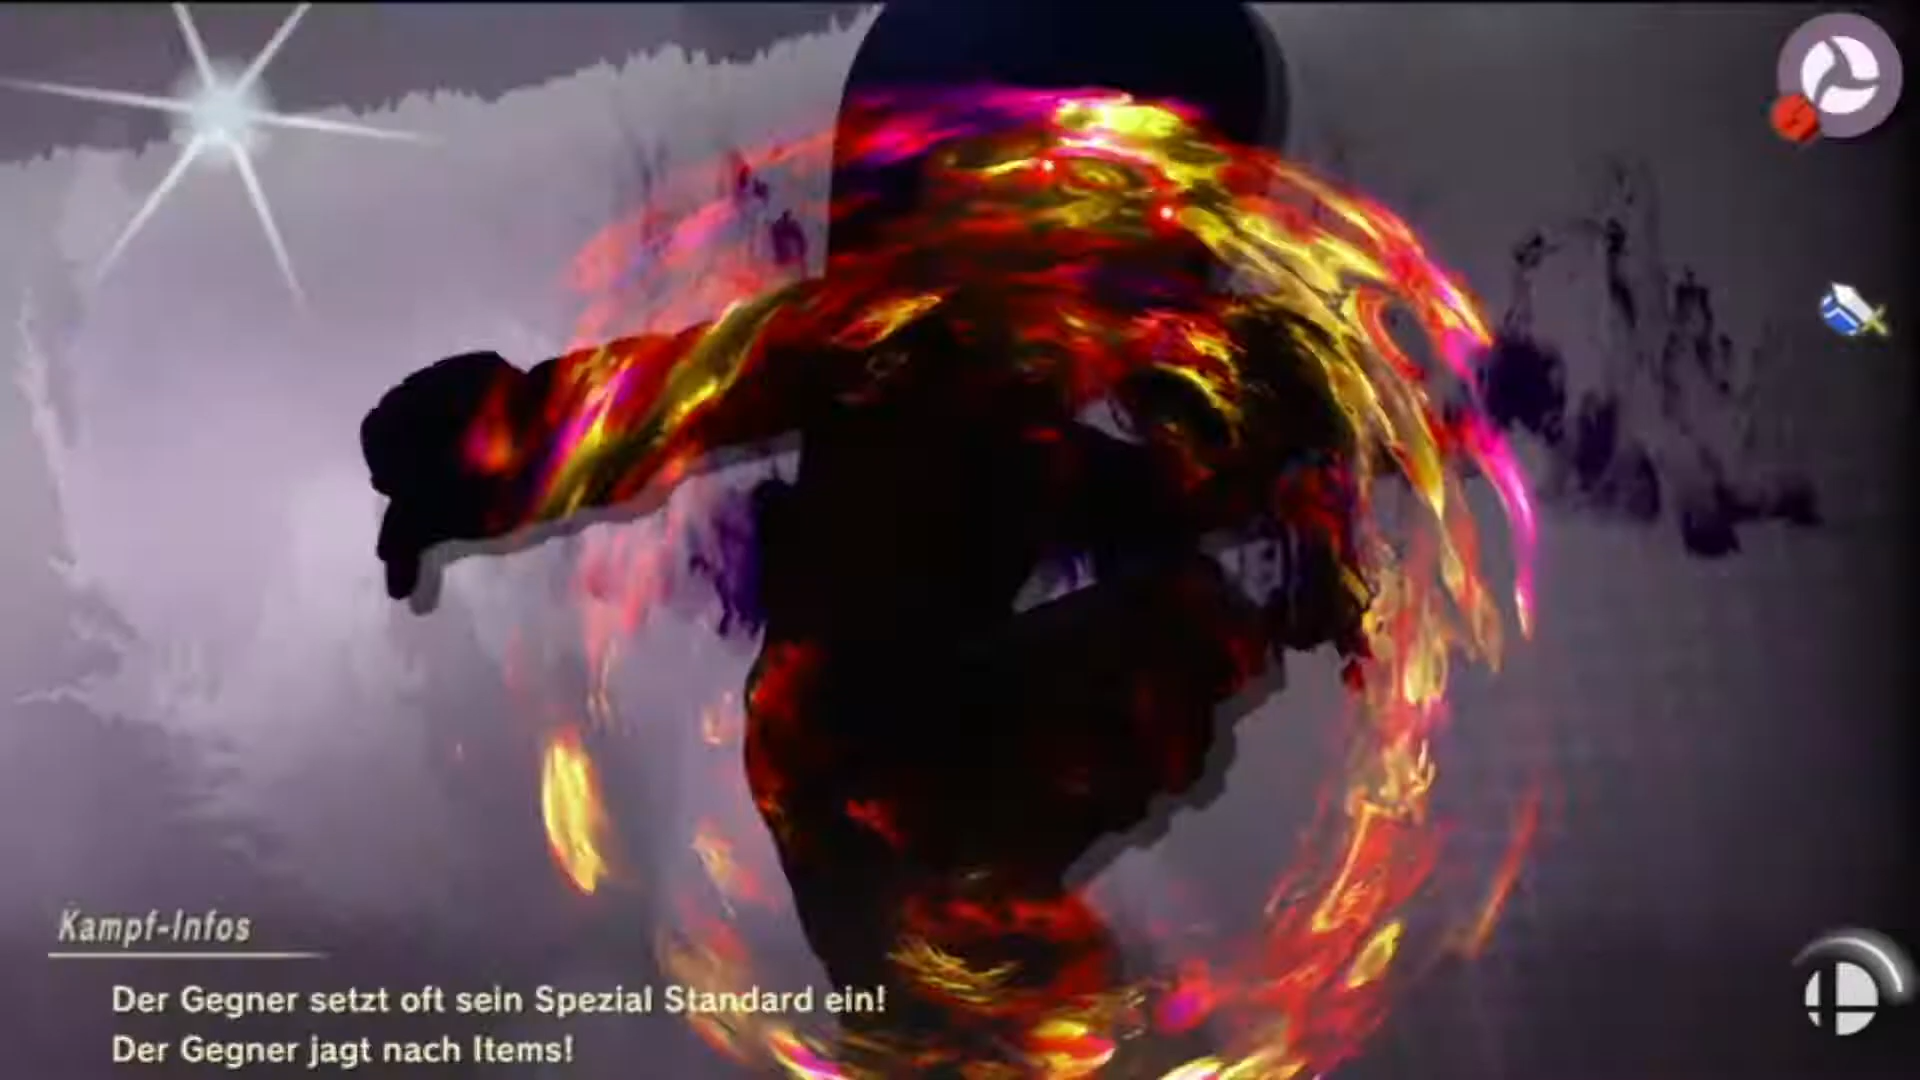 Kampf-Infos
Der Gegner setzt oft sein Spezial Standard ein!
Der Gegner jagt nach Items!